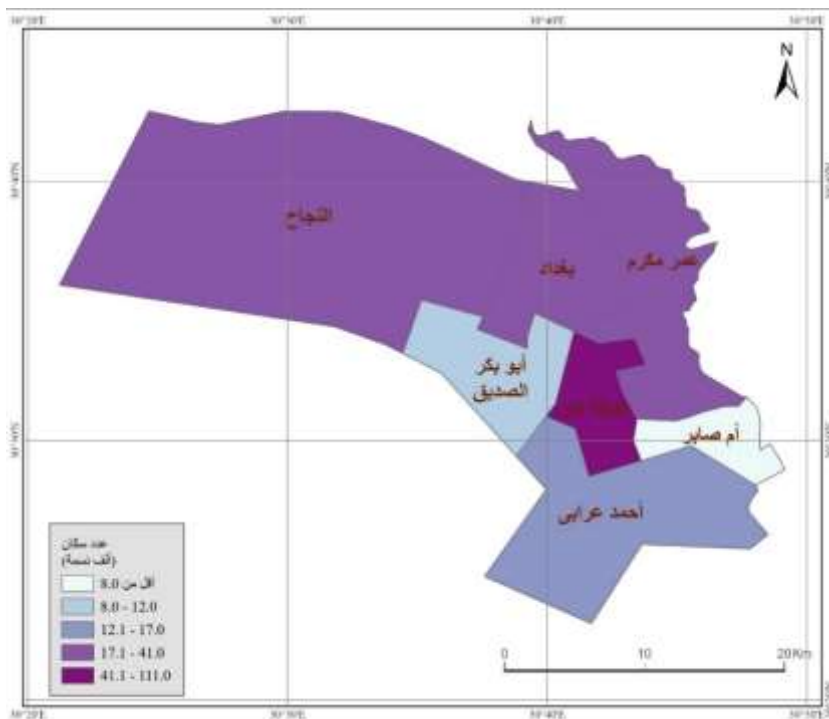 N
النجاح
بغداد
عمر مكرم
أبو بكر
الصديق
أم صابر
أحمد عرابى
عدد سكان
(ألف نسمة)
أقل من 8.0
8.0 - 12.0
12.1 - 17.0
17.1 - 41.0
41.1 - 111.0
0 10 20 Km